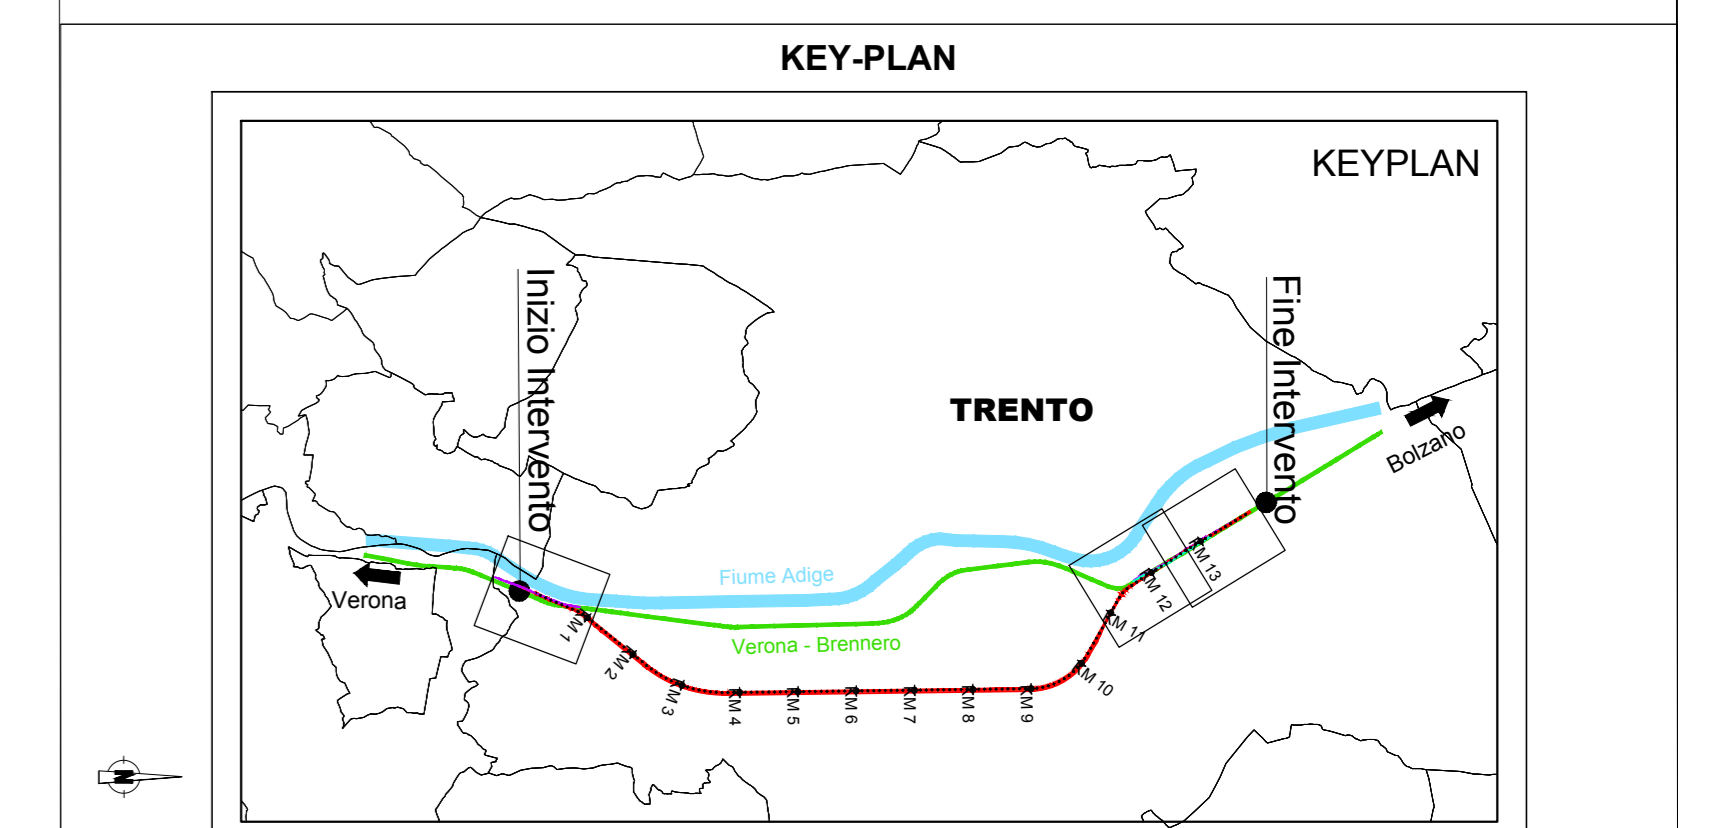 KEY-PLAN
KEYPLAN
Inizio Intervento
Fine Intervento
TRENTO
Bolzano
Fiume Adige
Verona
Verona - Brennero
KM 1
KM 2
KM 3
KM 4
KM 5
KM 6
KM 7
KM 8
KM 9
KM 10
KM 11
KM 12
KM 13
N